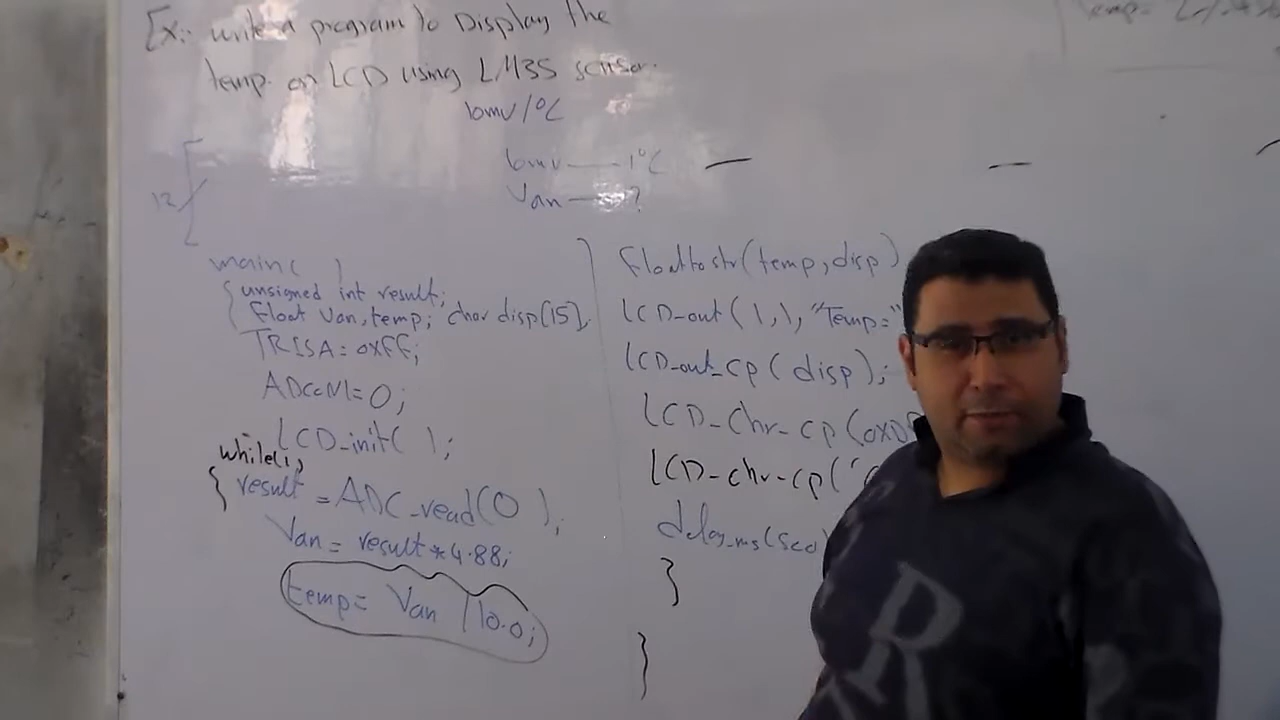 Ex:- write a program to Display the
temp. on LCD using LM35 sensor.
10mv/°C
10mv — 1°C
Van — ?
12
main( )
{ unsigned int result;
float Van, temp; char disp[15];
TRISA = 0xFF;
ADCON1=0;
LCD_init( );
while(1)
{ result = ADC_read(0);
Van = result*4.88;
temp = Van /10.0;
floattostr(temp, disp)
LCD_out(1,1,"Temp="
LCD_out_cp(disp);
LCD_chr_cp(0xDF
LCD_chr_cp('C
delay_ms(500)
}
}
Temp=
R